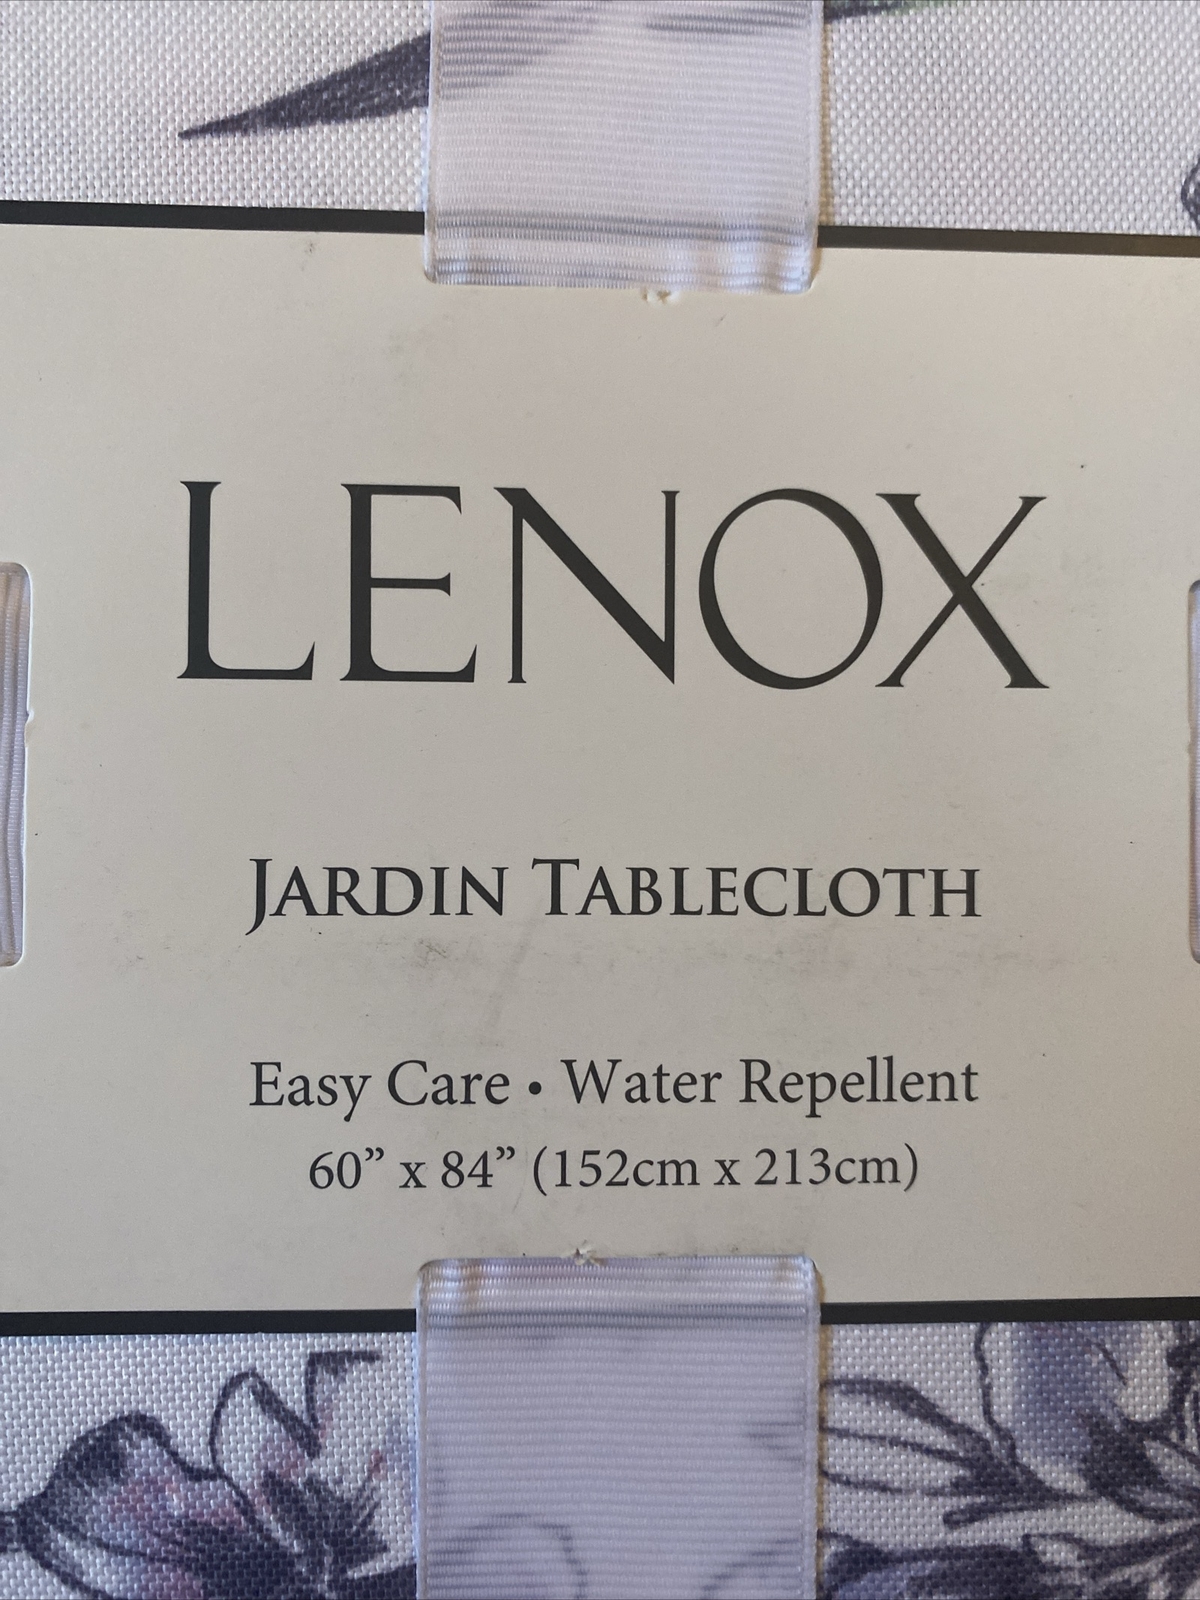 LENOX
JARDIN TABLECLOTH
Easy Care • Water Repellent
60” x 84” (152cm x 213cm)